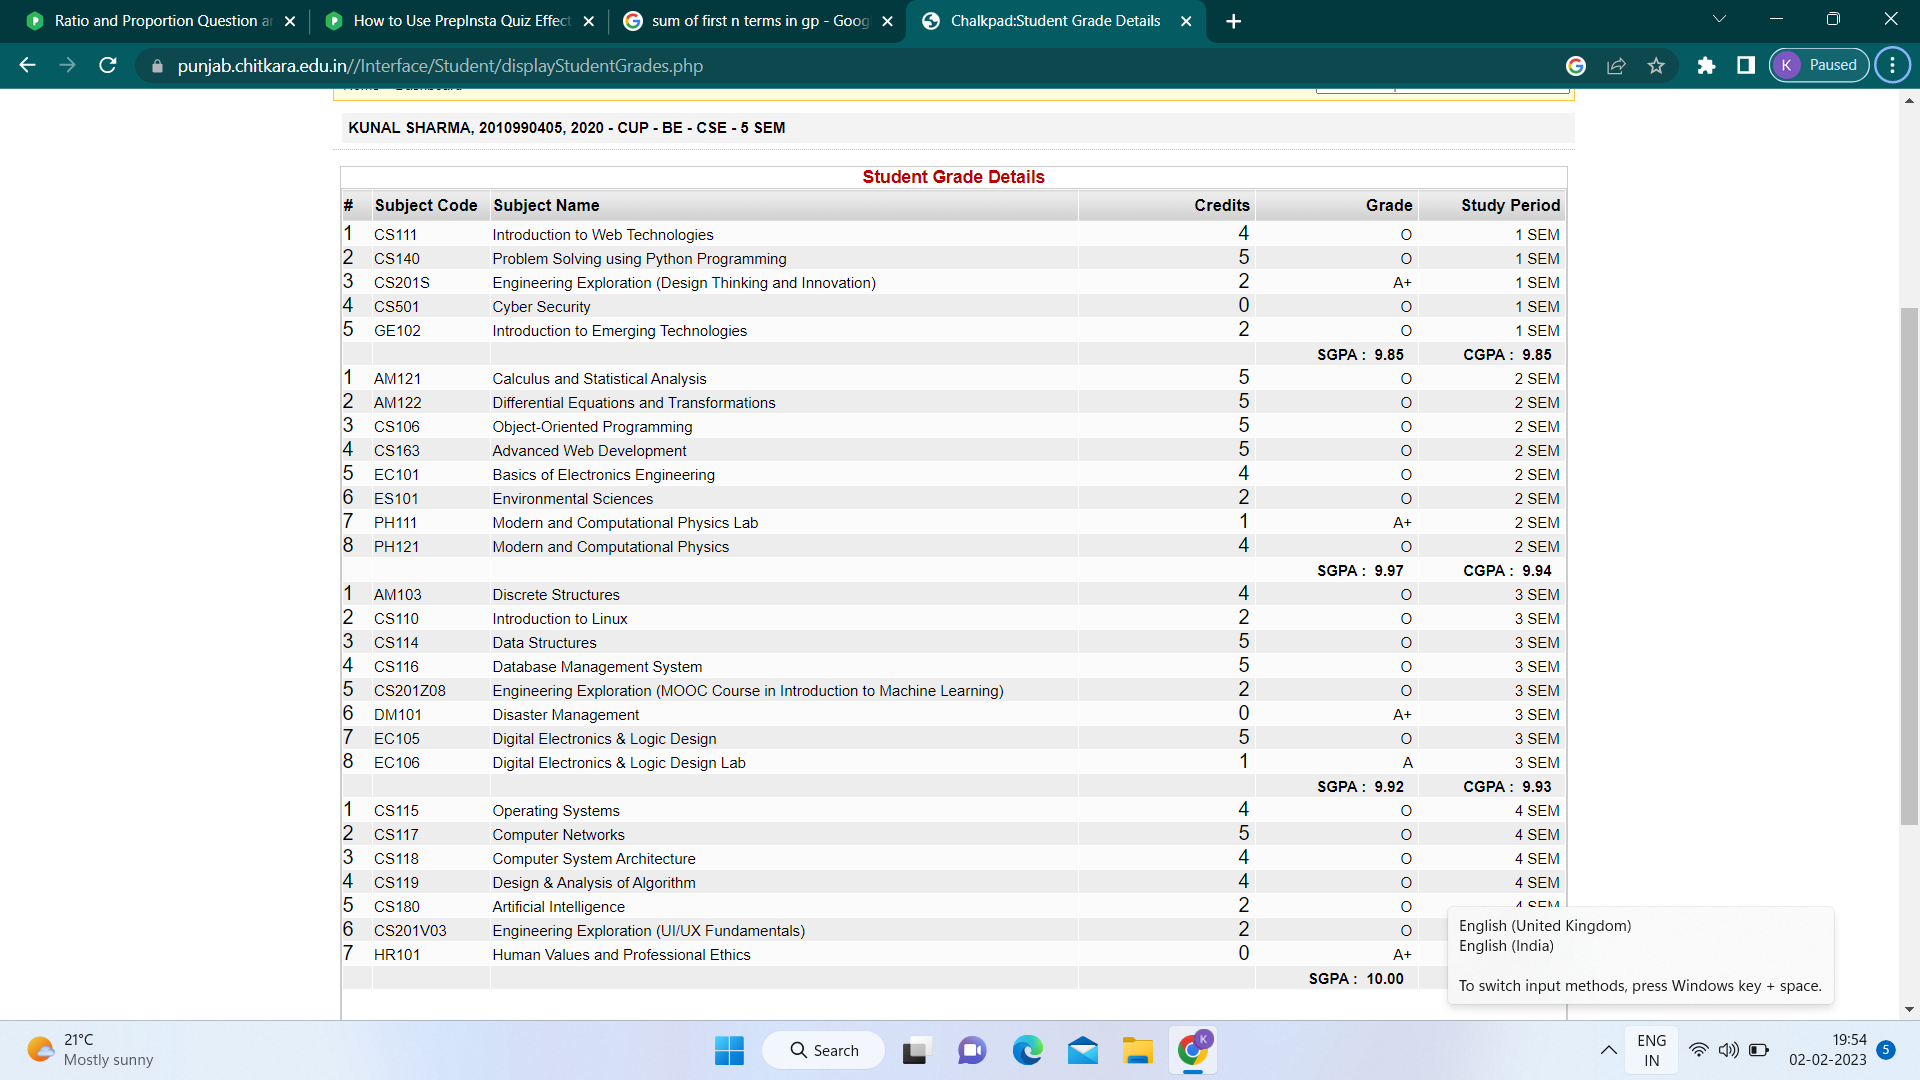 Ratio and Proportion Question a
How to Use PrepInsta Quiz Effect
sum of first n terms in gp - Goog
Chalkpad:Student Grade Details
punjab.chitkara.edu.in//Interface/Student/displayStudentGrades.php
K Paused
KUNAL SHARMA, 2010990405, 2020 - CUP - BE - CSE - 5 SEM
Student Grade Details
# Subject Code Subject Name Credits Grade Study Period
1 CS111 Introduction to Web Technologies 4 O 1 SEM
2 CS140 Problem Solving using Python Programming 5 O 1 SEM
3 CS201S Engineering Exploration (Design Thinking and Innovation) 2 A+ 1 SEM
4 CS501 Cyber Security 0 O 1 SEM
5 GE102 Introduction to Emerging Technologies 2 O 1 SEM
SGPA : 9.85 CGPA : 9.85
1 AM121 Calculus and Statistical Analysis 5 O 2 SEM
2 AM122 Differential Equations and Transformations 5 O 2 SEM
3 CS106 Object-Oriented Programming 5 O 2 SEM
4 CS163 Advanced Web Development 5 O 2 SEM
5 EC101 Basics of Electronics Engineering 4 O 2 SEM
6 ES101 Environmental Sciences 2 O 2 SEM
7 PH111 Modern and Computational Physics Lab 1 A+ 2 SEM
8 PH121 Modern and Computational Physics 4 O 2 SEM
SGPA : 9.97 CGPA : 9.94
1 AM103 Discrete Structures 4 O 3 SEM
2 CS110 Introduction to Linux 2 O 3 SEM
3 CS114 Data Structures 5 O 3 SEM
4 CS116 Database Management System 5 O 3 SEM
5 CS201Z08 Engineering Exploration (MOOC Course in Introduction to Machine Learning) 2 O 3 SEM
6 DM101 Disaster Management 0 A+ 3 SEM
7 EC105 Digital Electronics & Logic Design 5 O 3 SEM
8 EC106 Digital Electronics & Logic Design Lab 1 A 3 SEM
SGPA : 9.92 CGPA : 9.93
1 CS115 Operating Systems 4 O 4 SEM
2 CS117 Computer Networks 5 O 4 SEM
3 CS118 Computer System Architecture 4 O 4 SEM
4 CS119 Design & Analysis of Algorithm 4 O 4 SEM
5 CS180 Artificial Intelligence 2 O 4 SEM
6 CS201V03 Engineering Exploration (UI/UX Fundamentals) 2 O
7 HR101 Human Values and Professional Ethics 0 A+
SGPA : 10.00
English (United Kingdom)
English (India)
To switch input methods, press Windows key + space.
21°C
Mostly sunny
Search
K
ENG
IN
19:54
02-02-2023
5